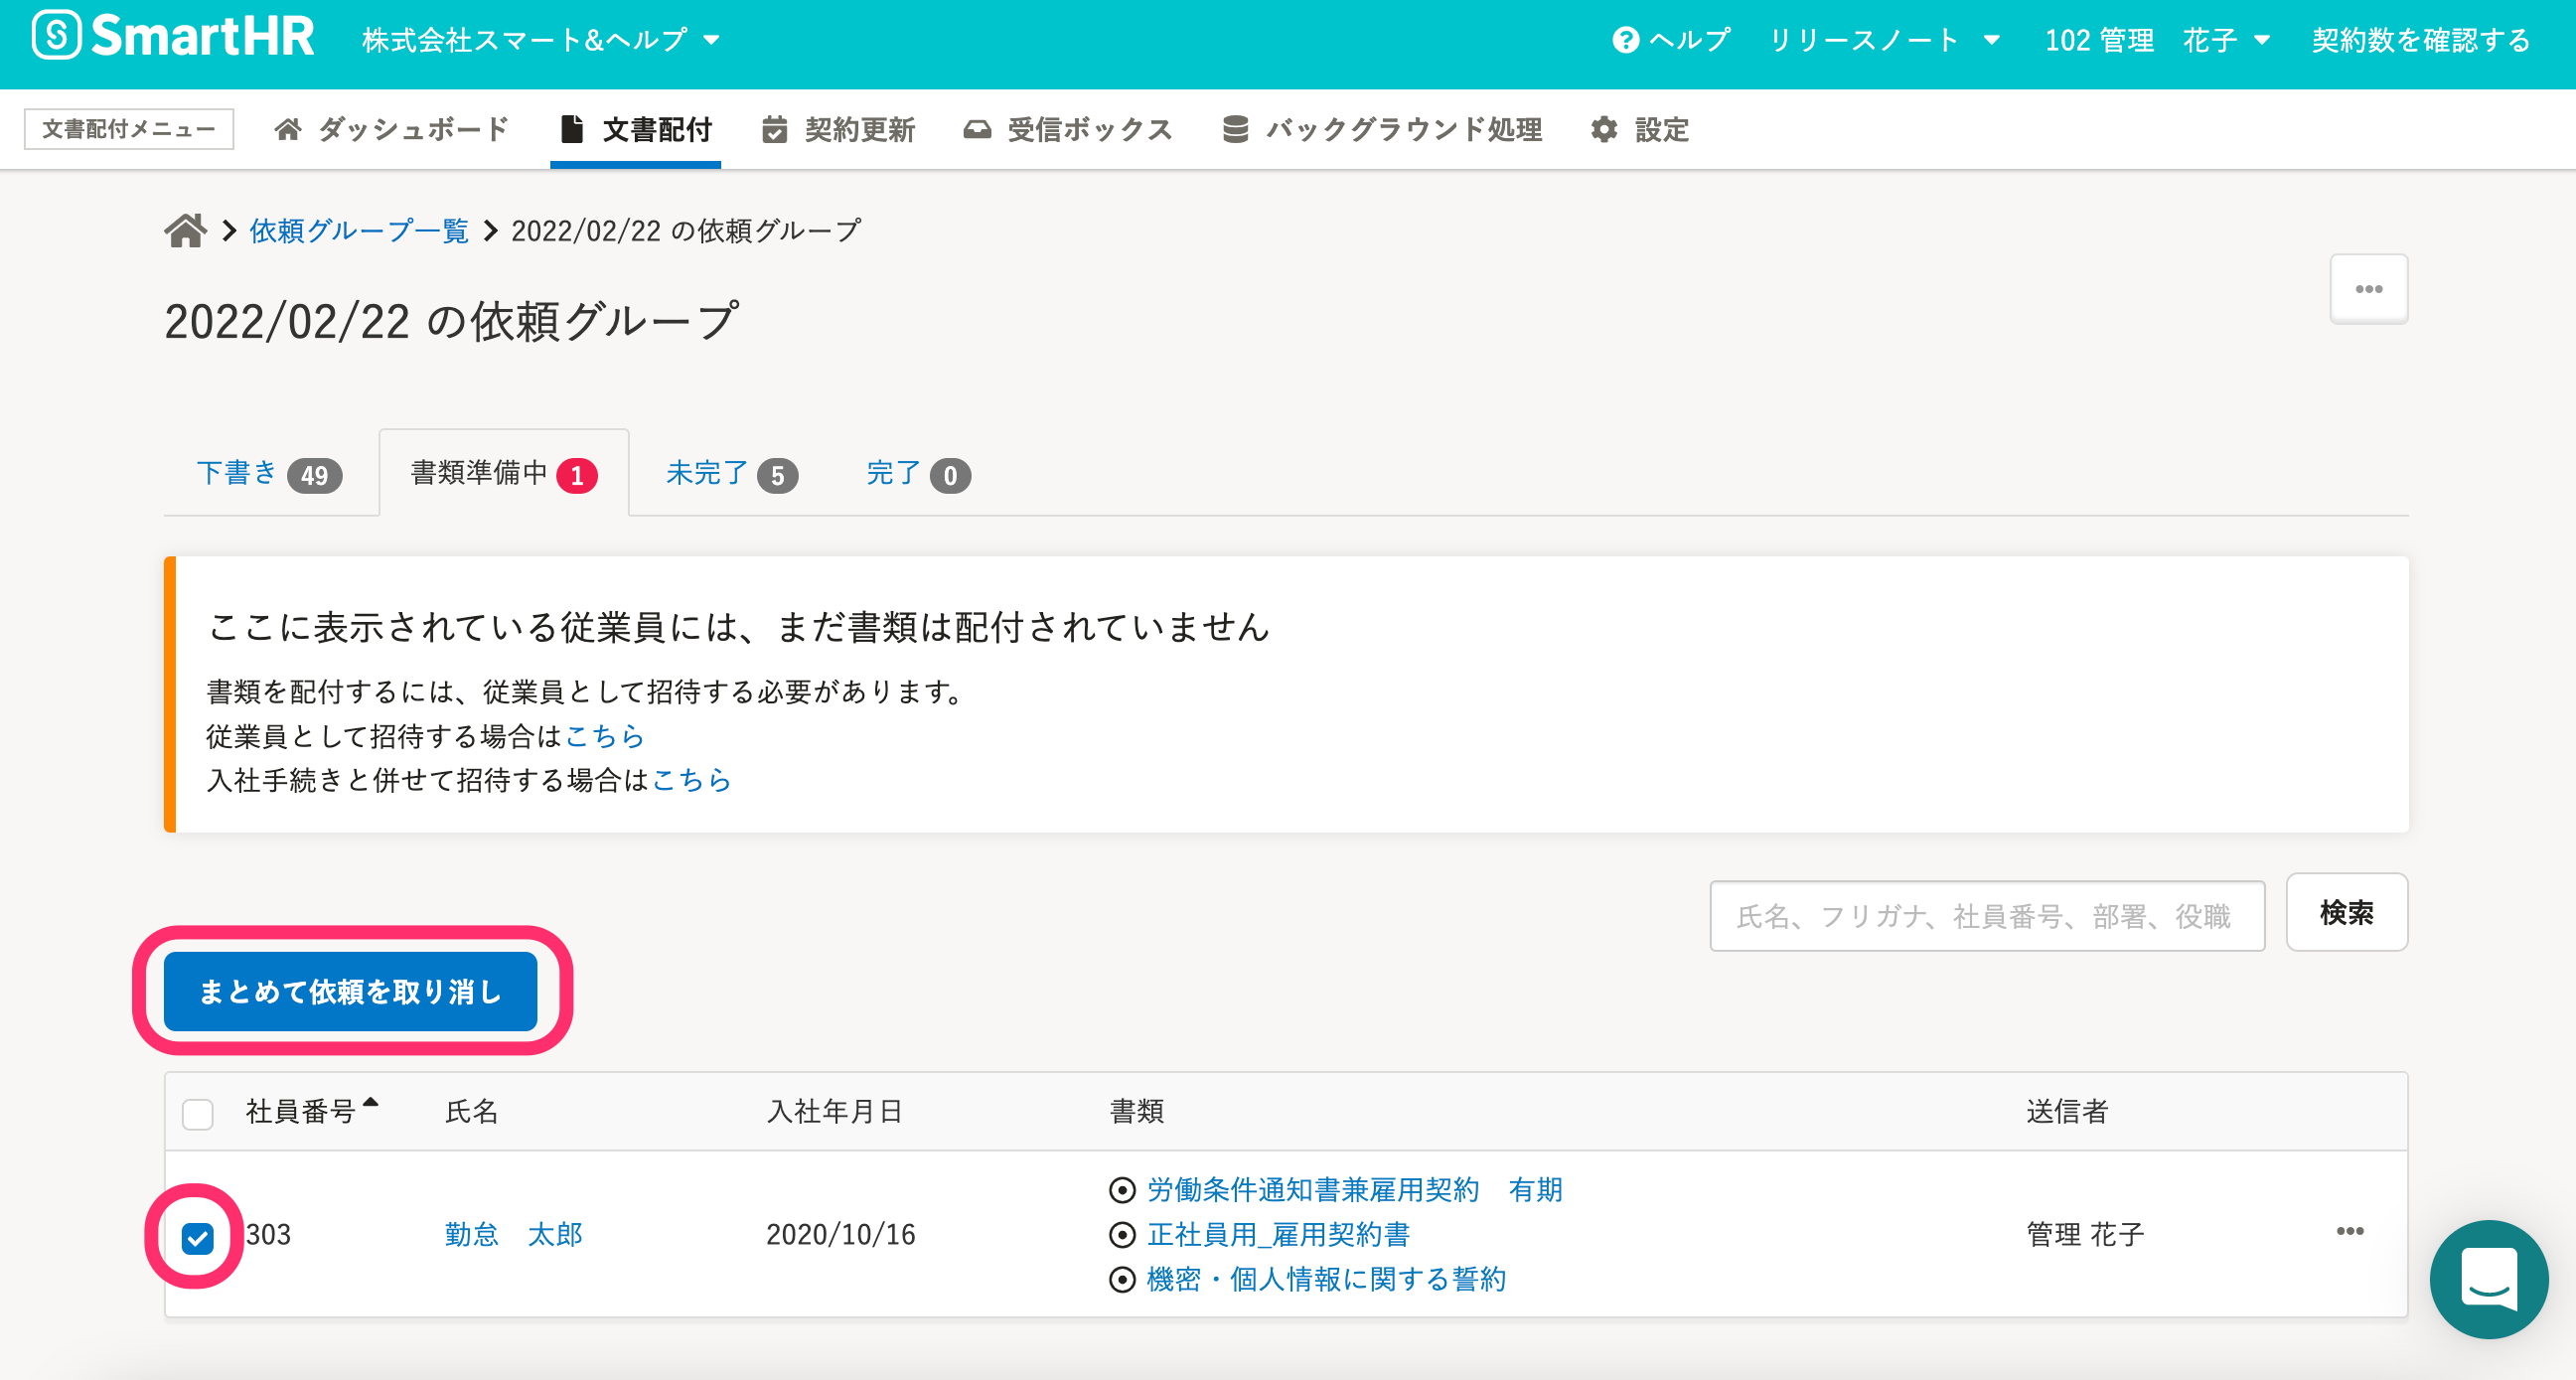 SmartHR 株式会社スマート&ヘルプ ヘルプ リリースノート 102 管理 花子 契約数を確認する
文書配付メニュー ダッシュボード 文書配付 契約更新 受信ボックス バックグラウンド処理 設定
依頼グループ一覧 2022/02/22 の依頼グループ
2022/02/22 の依頼グループ
下書き 49 書類準備中 1 未完了 5 完了 0
ここに表示されている従業員には、まだ書類は配付されていません
書類を配付するには、従業員として招待する必要があります。
従業員として招待する場合はこちら
入社手続きと併せて招待する場合はこちら
氏名、フリガナ、社員番号、部署、役職 検索
まとめて依頼を取り消し
社員番号 氏名 入社年月日 書類 送信者
303 勤怠 太郎 2020/10/16 労働条件通知書兼雇用契約 有期
正社員用_雇用契約書
機密・個人情報に関する誓約
管理 花子